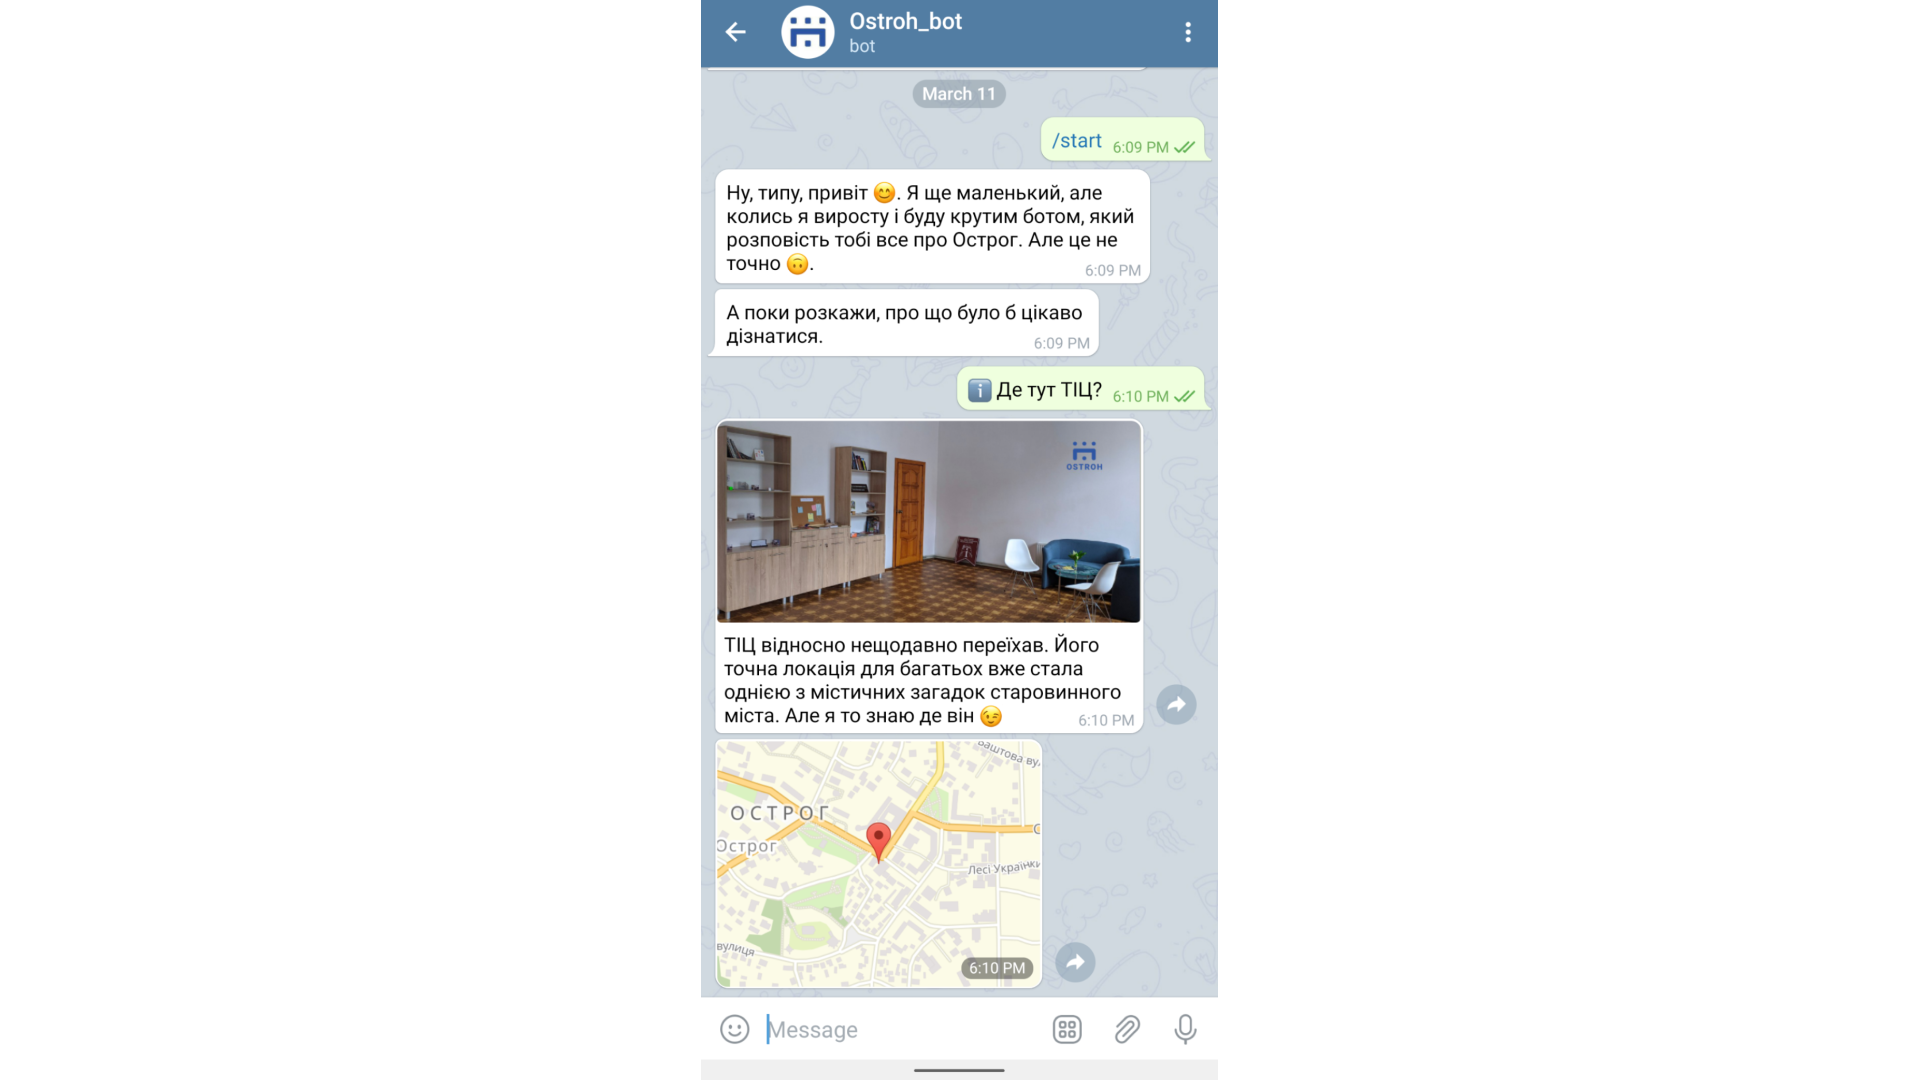 Ostroh_bot
bot
March 11
/start 6:09 PM
Ну, типу, привіт 😊. Я ще маленький, але
колись я виросту і буду крутим ботом, який
розповість тобі все про Острог. Але це не
точно 🙃.
6:09 PM
А поки розкажи, про що було б цікаво
дізнатися.
6:09 PM
ℹ️ Де тут ТІЦ? 6:10 PM
OSTROH
ТІЦ відносно нещодавно переїхав. Його
точна локація для багатьох вже стала
однією з містичних загадок старовинного
міста. Але я то знаю де він 😉
6:10 PM
Баштова ву.
ОСТРОГ
Острог
Лесі Українки
вулиця
6:10 PM
Message